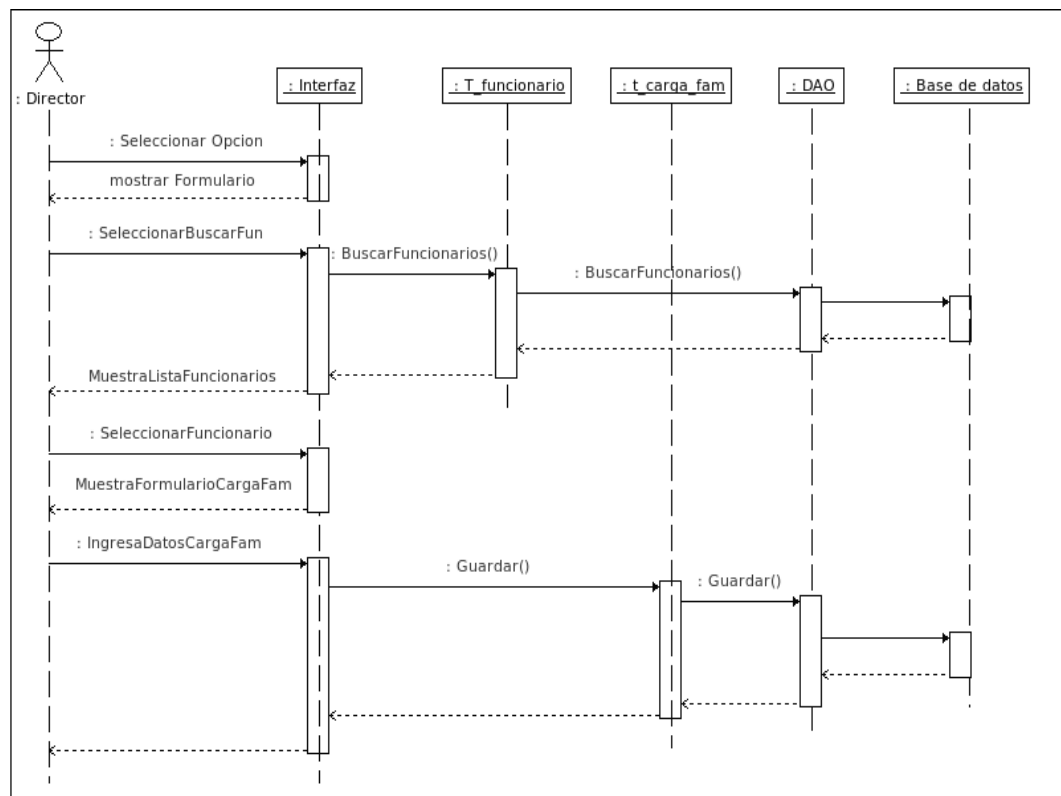 : Director
: Interfaz
: T_funcionario
: t_carga_fam
: DAO
: Base de datos
: Seleccionar Opcion
mostrar Formulario
: SeleccionarBuscarFun
: BuscarFuncionarios()
: BuscarFuncionarios()
MuestraListaFuncionarios
: SeleccionarFuncionario
MuestraFormularioCargaFam
: IngresaDatosCargaFam
: Guardar()
: Guardar()